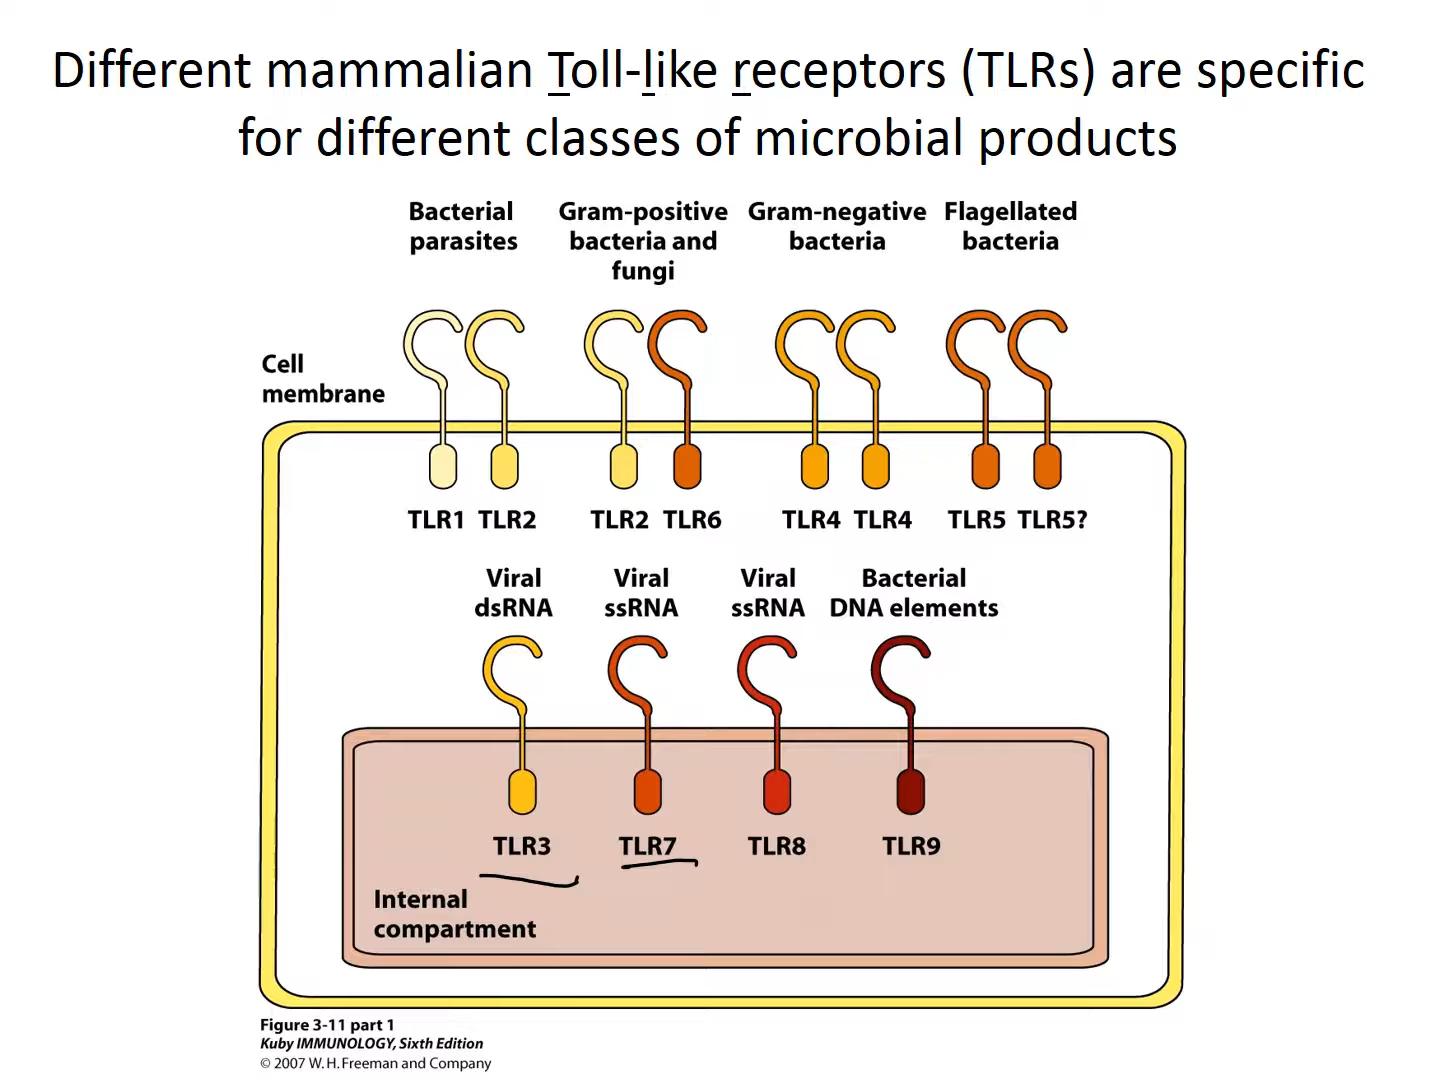 Different mammalian Toll-like receptors (TLRs) are specific
for different classes of microbial products
Bacterial
parasites
Gram-positive
bacteria and
fungi
Gram-negative
bacteria
Flagellated
bacteria
Cell
membrane
TLR1 TLR2 TLR2 TLR6 TLR4 TLR4 TLR5 TLR5?
Viral
dsRNA
Viral
ssRNA
Viral
ssRNA
Bacterial
DNA elements
TLR3 TLR7 TLR8 TLR9
Internal
compartment
Figure 3-11 part 1
Kuby IMMUNOLOGY, Sixth Edition
© 2007 W. H. Freeman and Company